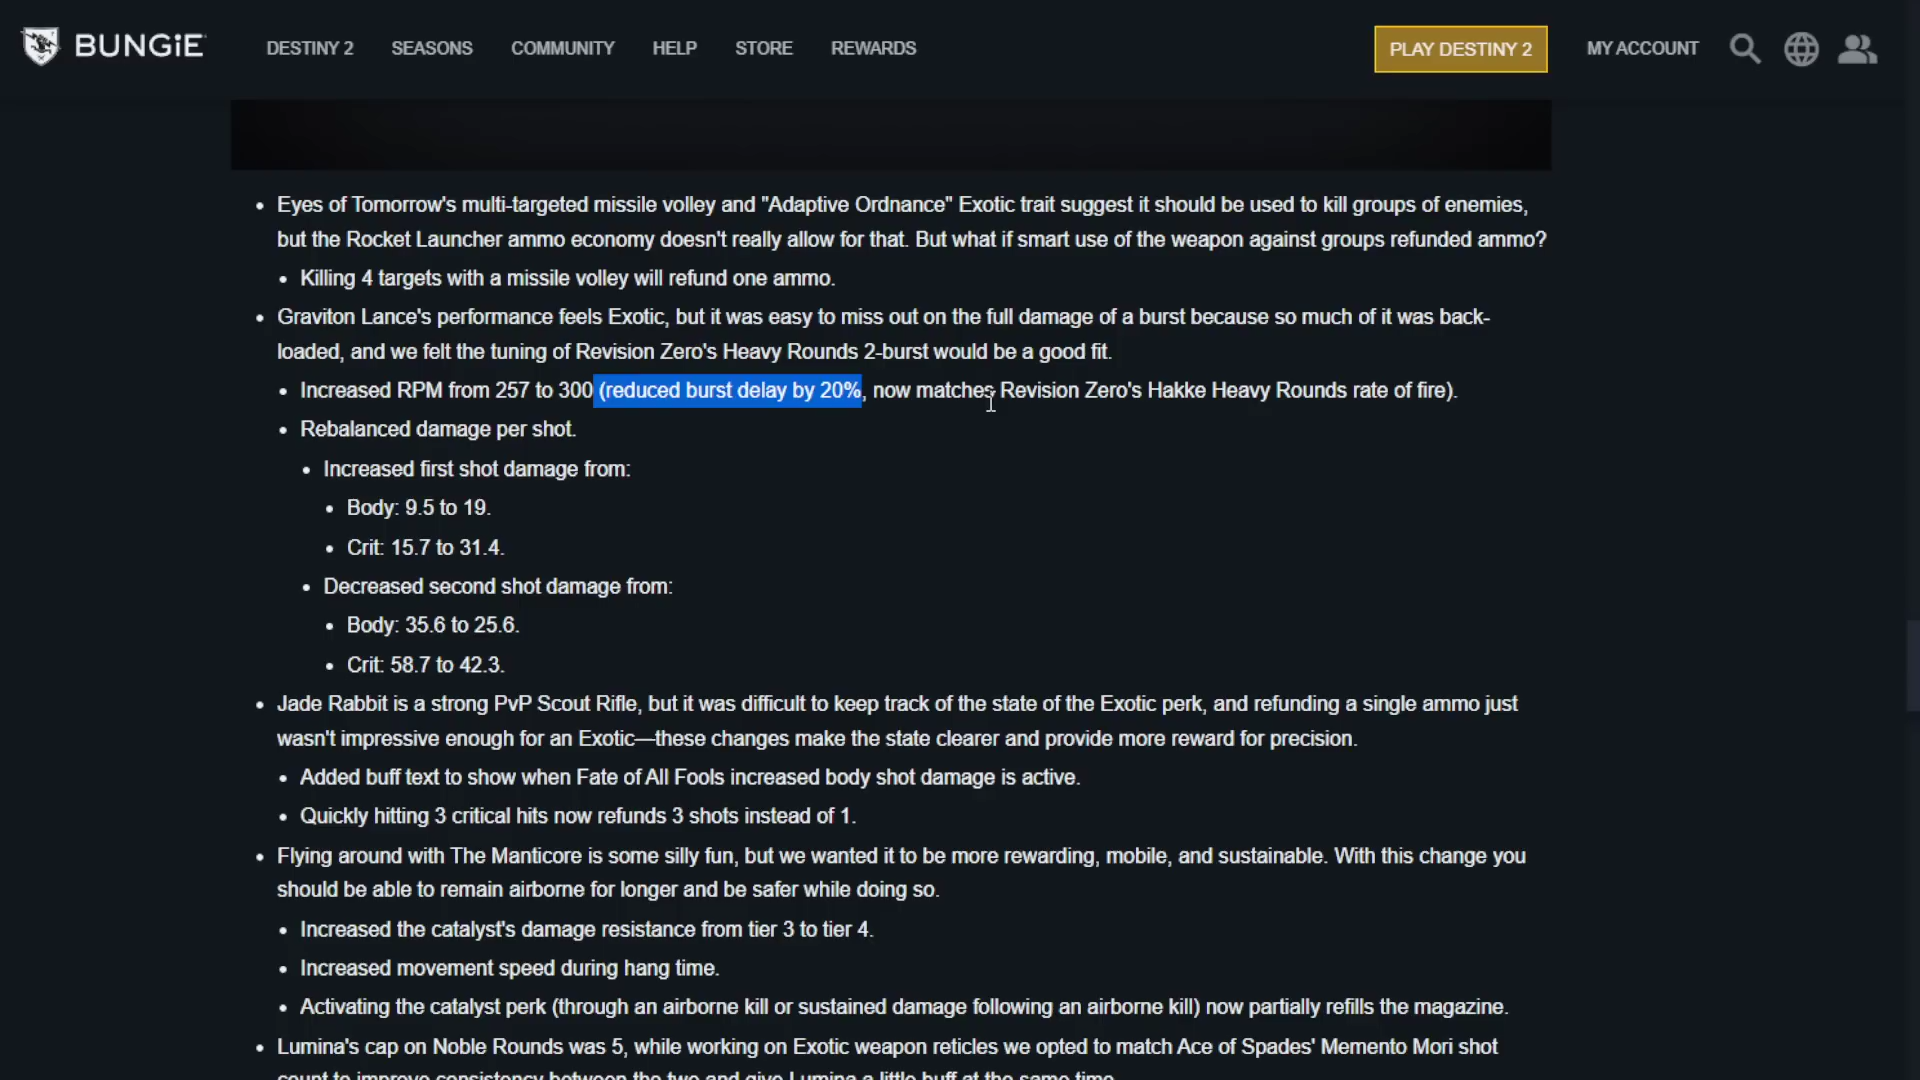 BUNGiE DESTINY 2 SEASONS COMMUNITY HELP STORE REWARDS PLAY DESTINY 2 MY ACCOUNT
• Eyes of Tomorrow's multi-targeted missile volley and "Adaptive Ordnance" Exotic trait suggest it should be used to kill groups of enemies,
but the Rocket Launcher ammo economy doesn't really allow for that. But what if smart use of the weapon against groups refunded ammo?
• Killing 4 targets with a missile volley will refund one ammo.
• Graviton Lance's performance feels Exotic, but it was easy to miss out on the full damage of a burst because so much of it was back-
loaded, and we felt the tuning of Revision Zero's Heavy Rounds 2-burst would be a good fit.
• Increased RPM from 257 to 300 (reduced burst delay by 20%, now matches Revision Zero's Hakke Heavy Rounds rate of fire).
• Rebalanced damage per shot.
• Increased first shot damage from:
• Body: 9.5 to 19.
• Crit: 15.7 to 31.4.
• Decreased second shot damage from:
• Body: 35.6 to 25.6.
• Crit: 58.7 to 42.3.
• Jade Rabbit is a strong PvP Scout Rifle, but it was difficult to keep track of the state of the Exotic perk, and refunding a single ammo just
wasn't impressive enough for an Exotic—these changes make the state clearer and provide more reward for precision.
• Added buff text to show when Fate of All Fools increased body shot damage is active.
• Quickly hitting 3 critical hits now refunds 3 shots instead of 1.
• Flying around with The Manticore is some silly fun, but we wanted it to be more rewarding, mobile, and sustainable. With this change you
should be able to remain airborne for longer and be safer while doing so.
• Increased the catalyst's damage resistance from tier 3 to tier 4.
• Increased movement speed during hang time.
• Activating the catalyst perk (through an airborne kill or sustained damage following an airborne kill) now partially refills the magazine.
• Lumina's cap on Noble Rounds was 5, while working on Exotic weapon reticles we opted to match Ace of Spades' Memento Mori shot
count to improve consistency between the two and give Lumina a little buff at the same time.